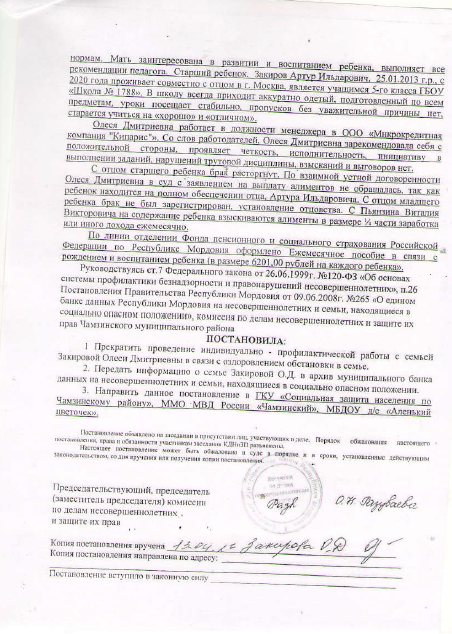 нормам. Мать заинтересована в развитии и воспитанием ребенка, выполняет все
рекомендации педагога. Старший ребенок, Закиров Артур Ильдарович, 25.01.2013 г.р., с
2020 года проживает совместно с отцом в г. Москва, является учащимся 5-го класса ГБОУ
«Школа № 1788». В школу всегда приходит аккуратно одетый, подготовленный по всем
предметам, уроки посещает стабильно, пропусков без уважительной причины нет,
старается учиться на «хорошо» и «отлично».
Олеся Дмитриевна работает в должности менеджера в ООО «Микрокредитная
компания "Кипарис"». Со слов работодателей, Олеся Дмитриевна зарекомендовала себя с
положительной стороны, проявляет четкость, исполнительность, инициативу в
выполнении заданий, нарушений трудовой дисциплины, взысканий и выговоров нет.
С отцом старшего ребенка брак расторгнут. По взаимной устной договоренности
Олеся Дмитриевна в суд с заявлением на выплату алиментов не обращалась, так как
ребенок находится на полном обеспечении отца, Артура Ильдаровича. С отцом младшего
ребенка брак не был зарегистрирован, установление отцовства. С Пьянзина Виталия
Викторовича на содержание ребенка взыскиваются алименты в размере ¼ части заработка
или иного дохода ежемесячно.
По линии отделения Фонда пенсионного и социального страхования Российской
Федерации по Республике Мордовия оформлено Ежемесячное пособие в связи с
рождением и воспитанием ребенка (в размере 6201,00 рублей на каждого ребенка».
Руководствуясь ст.7 Федерального закона от 26.06.1999г. №120-ФЗ «Об основах
системы профилактики безнадзорности и правонарушений несовершеннолетних», п.26
Постановления Правительства Республики Мордовия от 09.06.2008г. №265 «О едином
банке данных Республики Мордовия на несовершеннолетних и семьи, находящиеся в
социально опасном положении», комиссия по делам несовершеннолетних и защите их
прав Чамзинского муниципального района
ПОСТАНОВИЛА:
1 Прекратить проведение индивидуально - профилактической работы с семьей
Закировой Олеси Дмитриевны в связи с оздоровлением обстановки в семье.
2. Передать информацию о семье Закировой О.Д. в архив муниципального банка
данных на несовершеннолетних и семьи, находящиеся в социально опасном положении.
3. Направить данное постановление в ГКУ «Социальная защита населения по
Чамзинскому району», ММО МВД России «Чамзинский», МБДОУ д/с «Аленький
цветочек».
Постановление объявлено на заседании в присутствии лиц, участвующих в деле. Порядок обжалования настоящего
постановления, права и обязанности участникам заседания КДНиЗП разъяснены.
Настоящее постановление может быть обжаловано в суде в порядке и в сроки, установленные действующим
законодательством, со дня вручения или получения копии постановления.
Председательствующий, председатель
(заместитель председателя) комиссии
по делам несовершеннолетних
и защите их прав
Копия постановления вручена Закирова О.Д
Копия постановления направлена по адресу:
Постановление вступило в законную силу